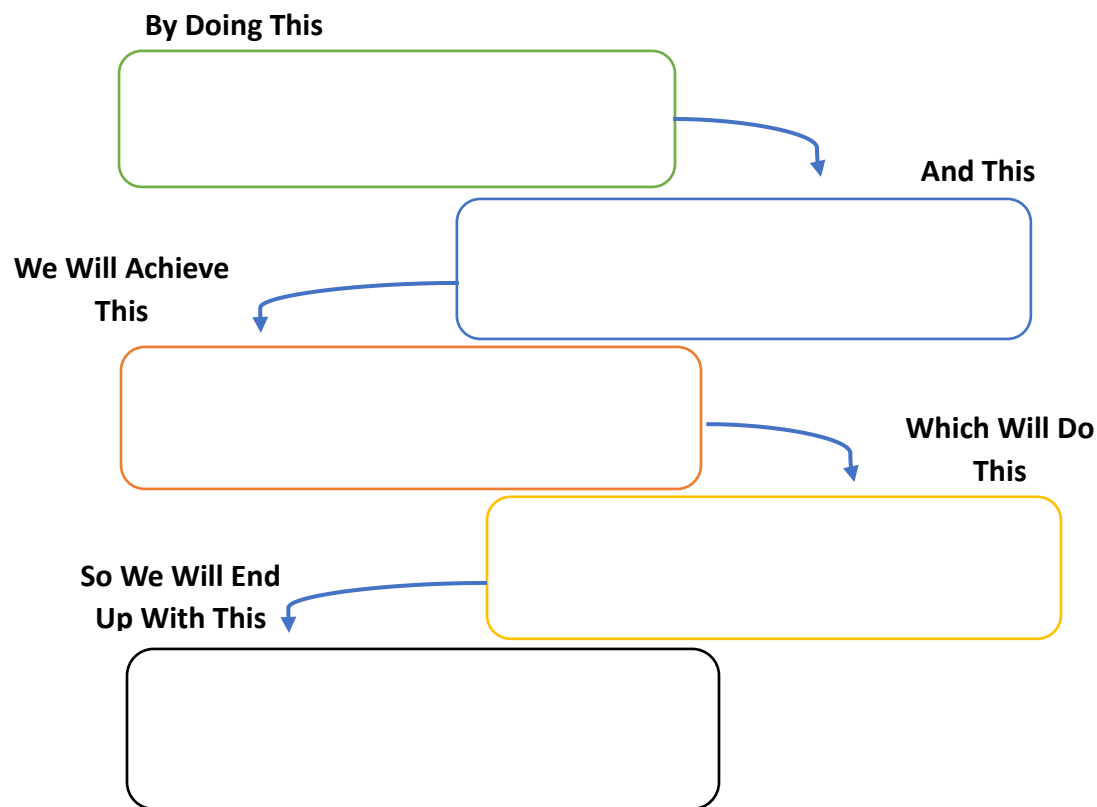 By Doing This
And This
We Will Achieve
This
Which Will Do
This
So We Will End
Up With This